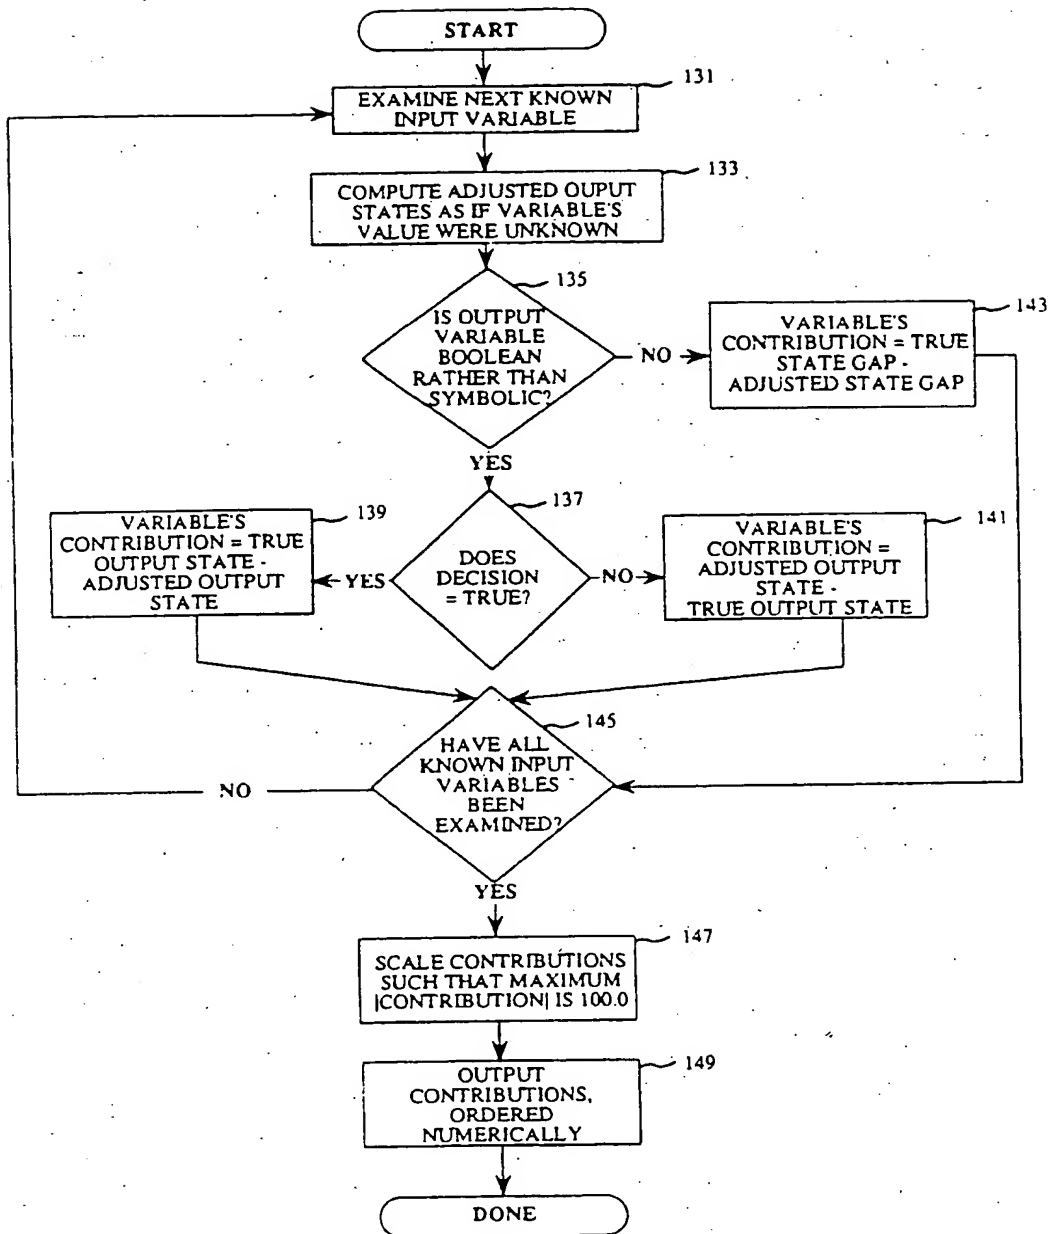 START
131
EXAMINE NEXT KNOWN
INPUT VARIABLE
133
COMPUTE ADJUSTED OUPUT
STATES AS IF VARIABLE'S
VALUE WERE UNKNOWN
135
IS OUTPUT
VARIABLE
BOOLEAN
RATHER THAN
SYMBOLIC?
NO
143
VARIABLE'S
CONTRIBUTION = TRUE
STATE GAP -
ADJUSTED STATE GAP
YES
137
DOES
DECISION
= TRUE?
YES
139
VARIABLE'S
CONTRIBUTION = TRUE
OUTPUT STATE -
ADJUSTED OUTPUT
STATE
NO
141
VARIABLE'S
CONTRIBUTION =
ADJUSTED OUTPUT
STATE -
TRUE OUTPUT STATE
145
HAVE ALL
KNOWN INPUT
VARIABLES
BEEN
EXAMINED?
NO
YES
147
SCALE CONTRIBUTIONS
SUCH THAT MAXIMUM
|CONTRIBUTION| IS 100.0
149
OUTPUT
CONTRIBUTIONS,
ORDERED
NUMERICALLY
DONE